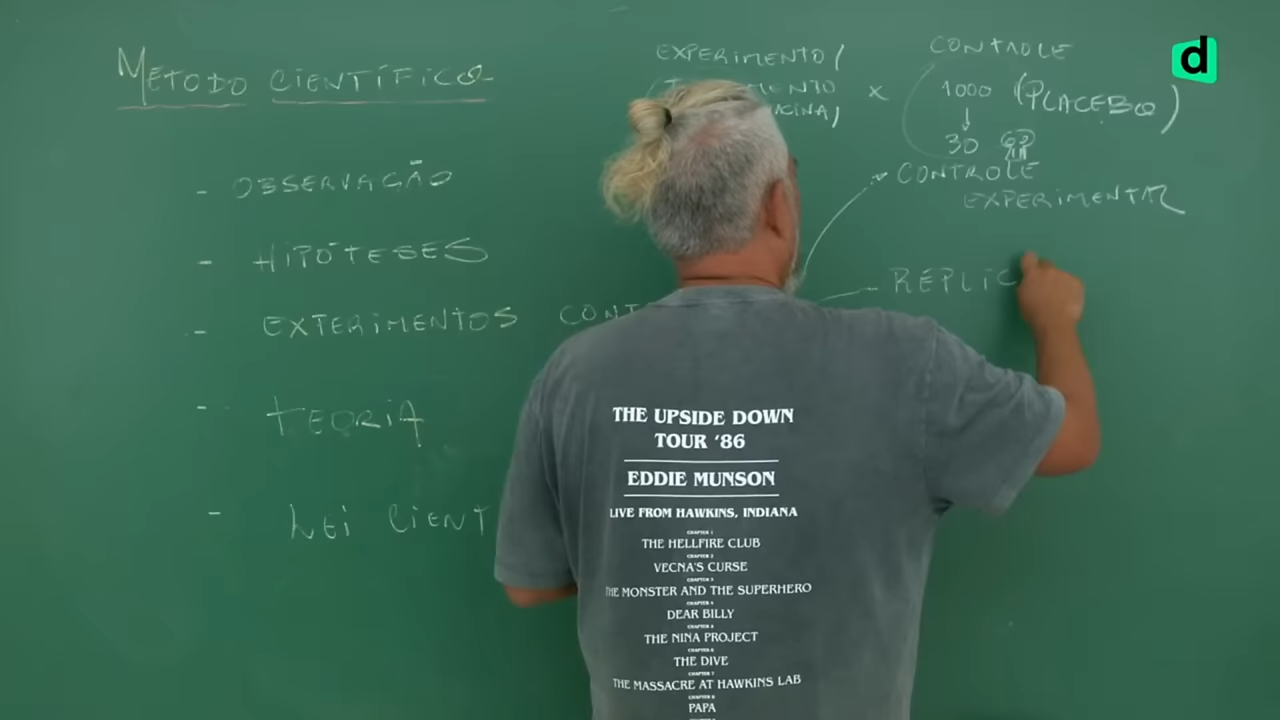 MÉTODO CIENTÍFICO
- OBSERVAÇÃO
- HIPÓTESES
- EXTERIMENTOS CONT
- TEORIA
- LEI CIENT
EXPERIMENTO/
MENTO
CINA)
x
CONTROLE
1000 (PLACEBO)
30
CONTROLE
EXPERIMENTAL
REPLIC
d
THE UPSIDE DOWN
TOUR ‘86
EDDIE MUNSON
LIVE FROM HAWKINS, INDIANA
CHAPTER 1
THE HELLFIRE CLUB
CHAPTER 2
VECNA'S CURSE
CHAPTER 3
THE MONSTER AND THE SUPERHERO
CHAPTER 4
DEAR BILLY
CHAPTER 5
THE NINA PROJECT
CHAPTER 6
THE DIVE
CHAPTER 7
THE MASSACRE AT HAWKINS LAB
CHAPTER 8
PAPA